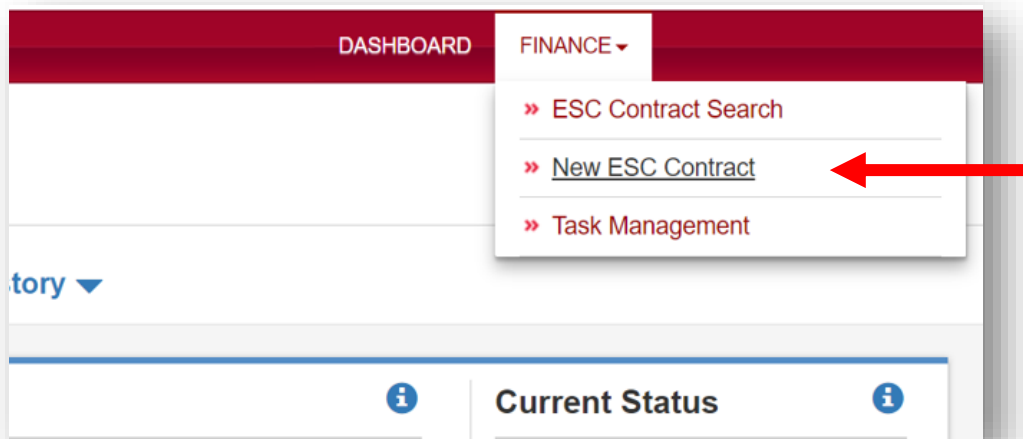 DASHBOARD FINANCE
» ESC Contract Search
» New ESC Contract
» Task Management
tory
Current Status